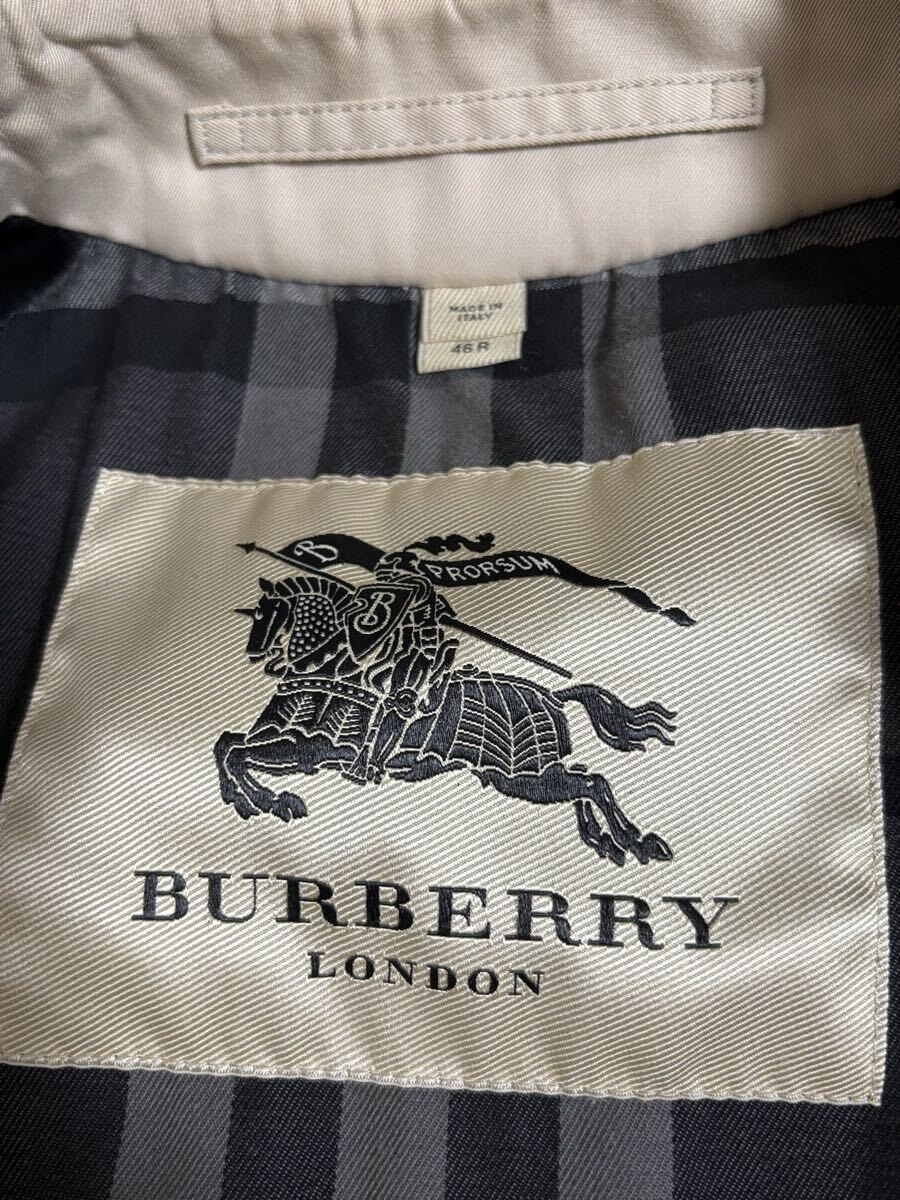 MADE IN
ITALY
46 R
B PRORSUM
B
BURBERRY
LONDON